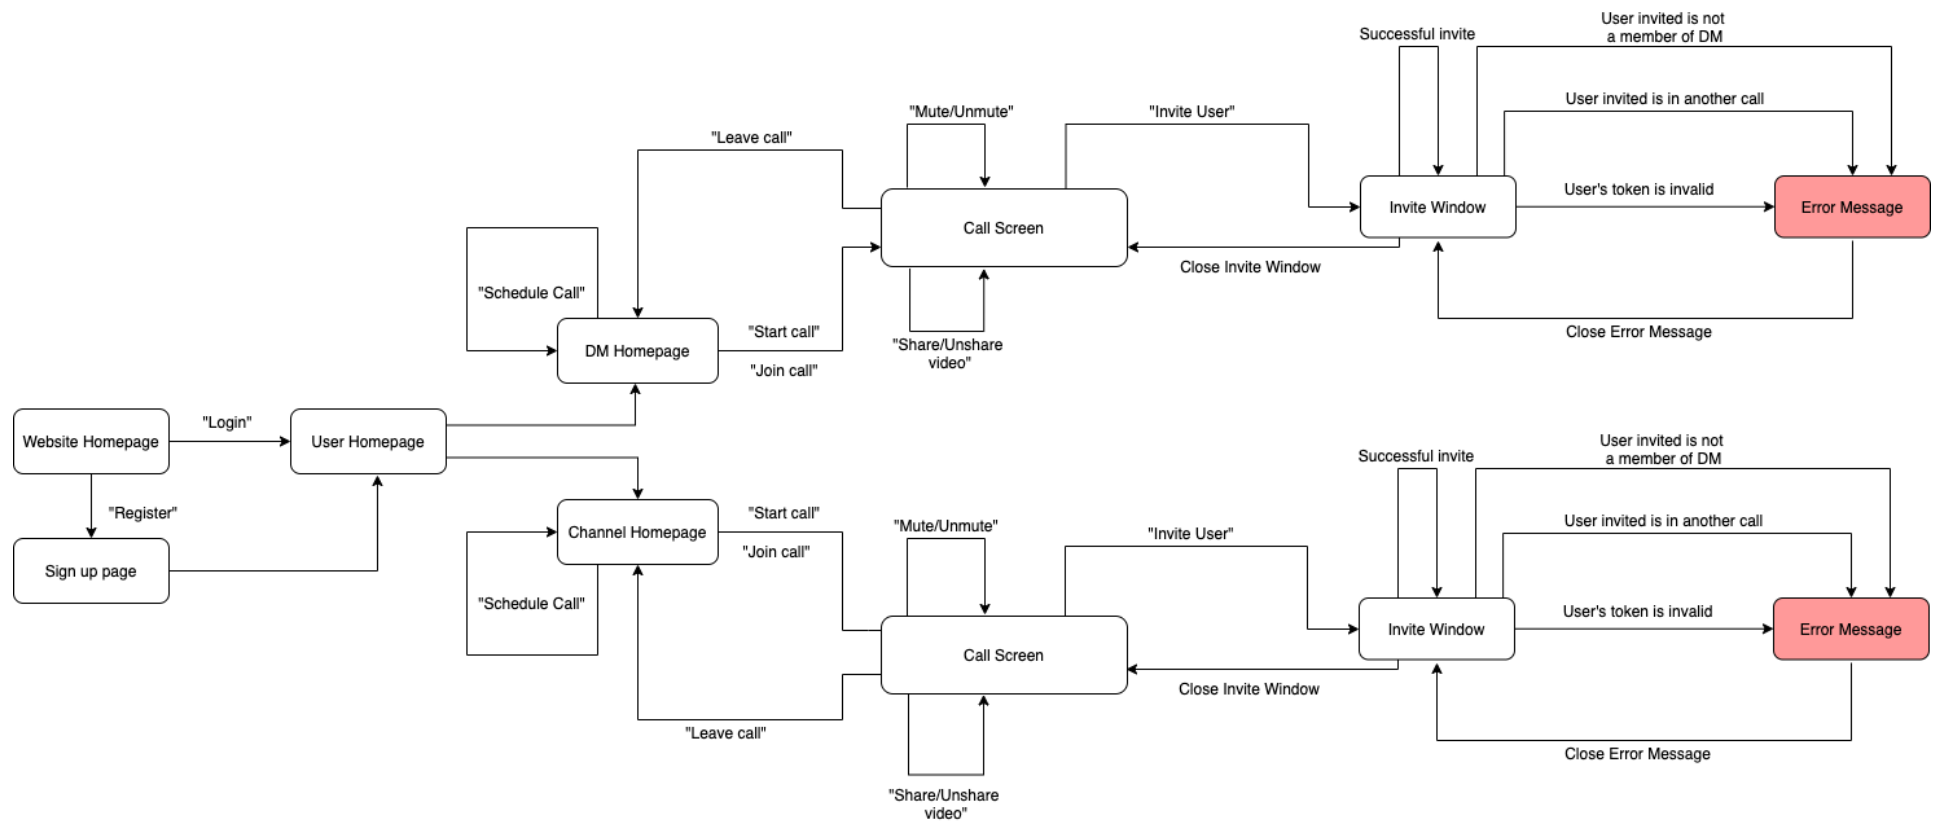 User invited is not
a member of DM
Successful invite
User invited is in another call
"Mute/Unmute"
"Invite User"
"Leave call"
User's token is invalid
Invite Window
Error Message
Call Screen
Close Invite Window
"Schedule Call"
"Start call"
Close Error Message
"Share/Unshare
video"
DM Homepage
"Join call"
"Login"
Website Homepage
User Homepage
User invited is not
a member of DM
Successful invite
"Register"
"Start call"
User invited is in another call
"Mute/Unmute"
Channel Homepage
"Invite User"
"Join call"
Sign up page
"Schedule Call"
User's token is invalid
Invite Window
Error Message
Call Screen
Close Invite Window
"Leave call"
Close Error Message
"Share/Unshare
video"